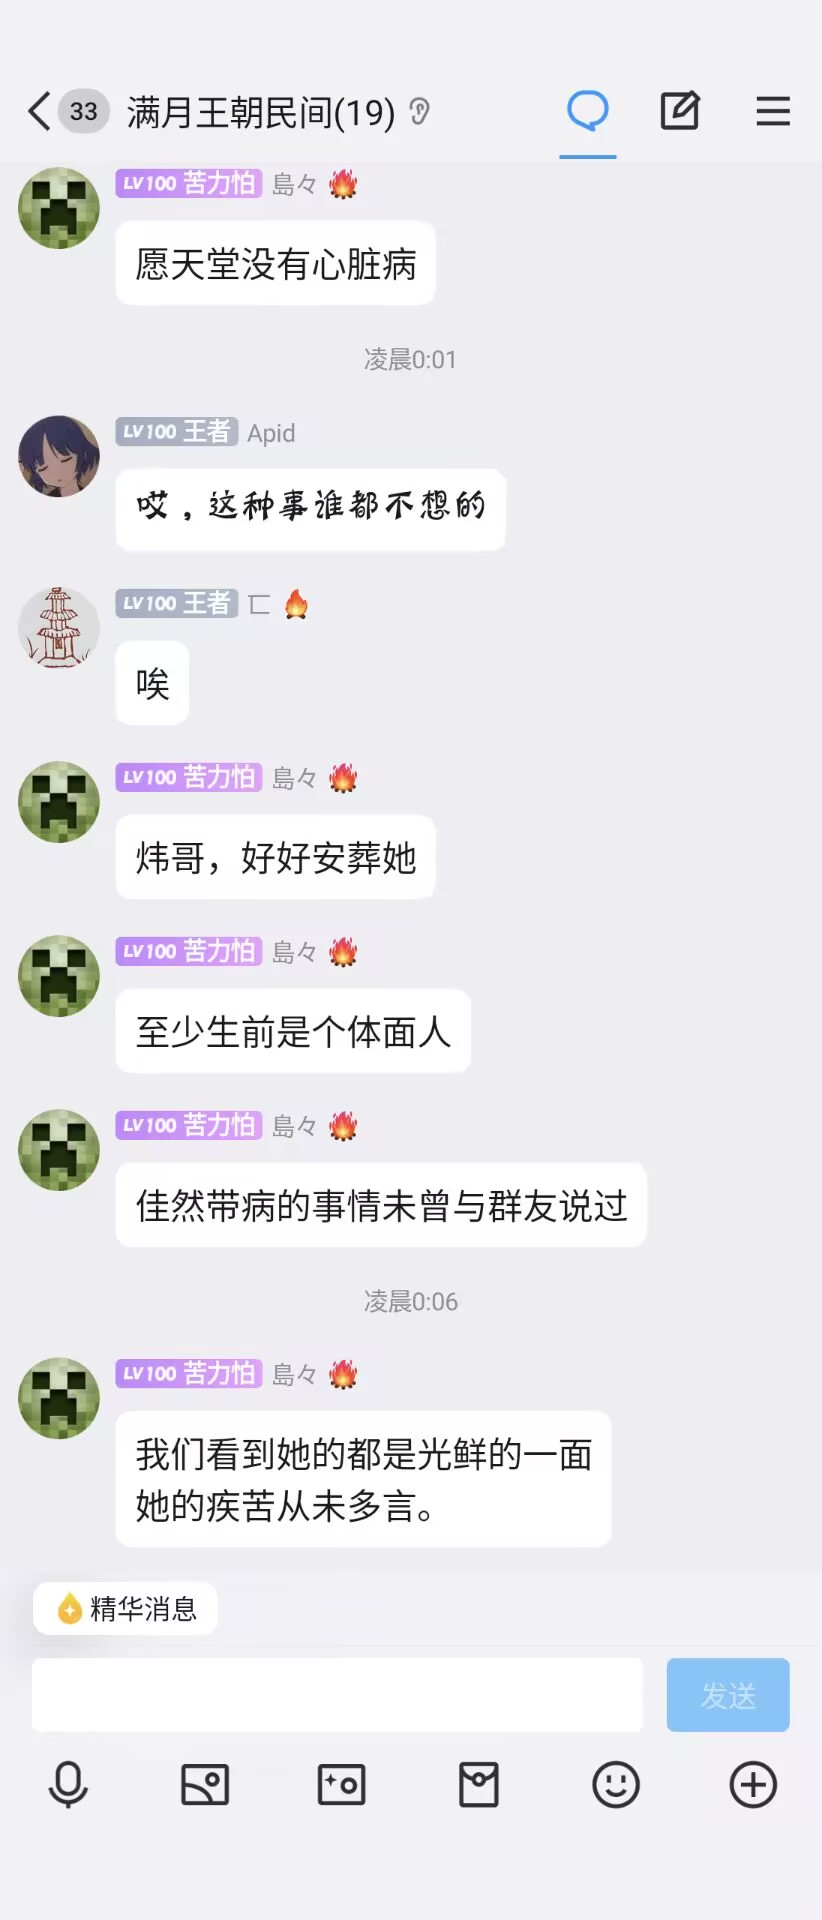 33 满月王朝民间(19)
LV100 苦力怕 島々
愿天堂没有心脏病
凌晨0:01
LV100 王者 Apid
哎，这种事谁都不想的
LV100 王者 匸
唉
LV100 苦力怕 島々
炜哥，好好安葬她
LV100 苦力怕 島々
至少生前是个体面人
LV100 苦力怕 島々
佳然带病的事情未曾与群友说过
凌晨0:06
LV100 苦力怕 島々
我们看到她的都是光鲜的一面
她的疾苦从未多言。
精华消息
发送